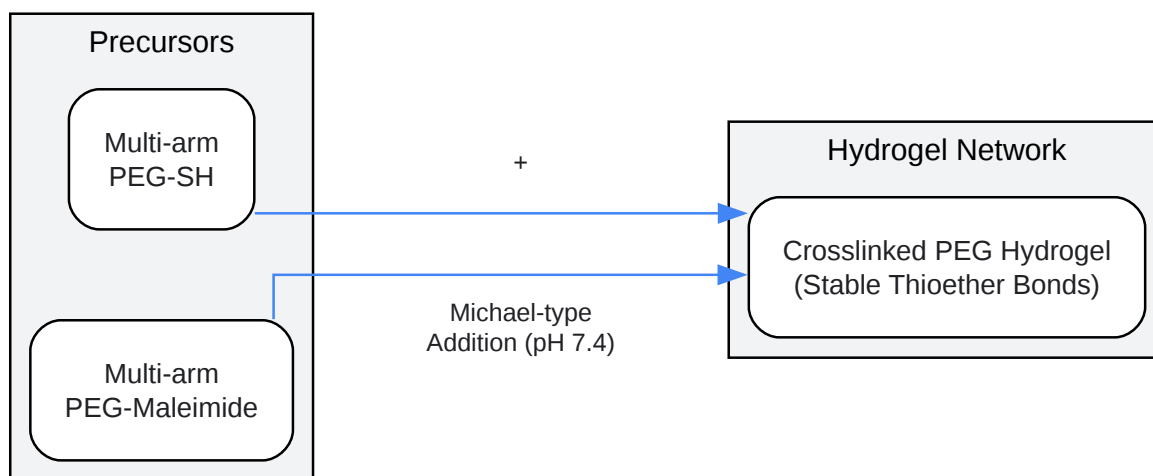 Precursors
Multi-arm
PEG-SH
Multi-arm
PEG-Maleimide
+
Michael-type
Addition (pH 7.4)
Hydrogel Network
Crosslinked PEG Hydrogel
(Stable Thioether Bonds)